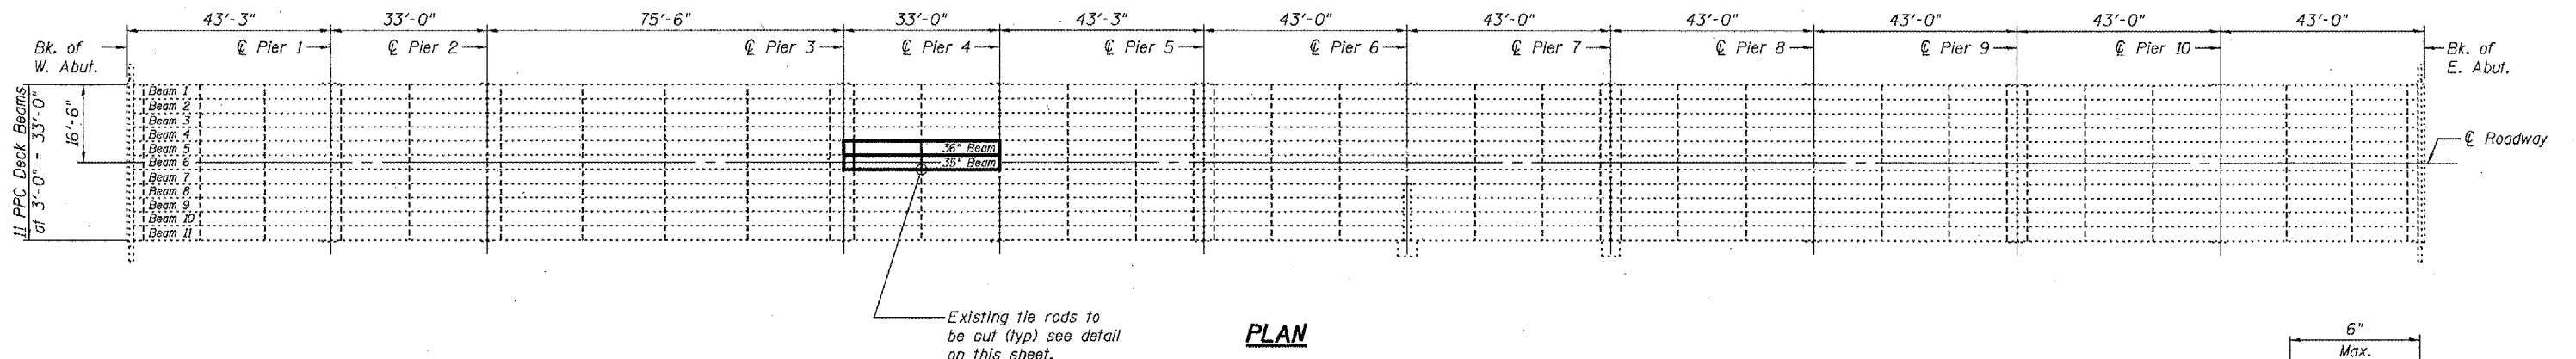 43'-3" 33'-0" 75'-6" 33'-0" 43'-3" 43'-0" 43'-0" 43'-0" 43'-0" 43'-0" 43'-0"
Bk. of
W. Abut.
℄ Pier 1
℄ Pier 2
℄ Pier 3
℄ Pier 4
℄ Pier 5
℄ Pier 6
℄ Pier 7
℄ Pier 8
℄ Pier 9
℄ Pier 10
Bk. of
E. Abut.
11 PPC Deck Beams
at 3'-0" = 33'-0"
16'-6"
Beam 1
Beam 2
Beam 3
Beam 4
Beam 5
Beam 6
Beam 7
Beam 8
Beam 9
Beam 10
Beam 11
36" Beam
35" Beam
℄ Roadway
Existing tie rods to
be cut (typ) see detail
on this sheet.
PLAN
6"
Max.